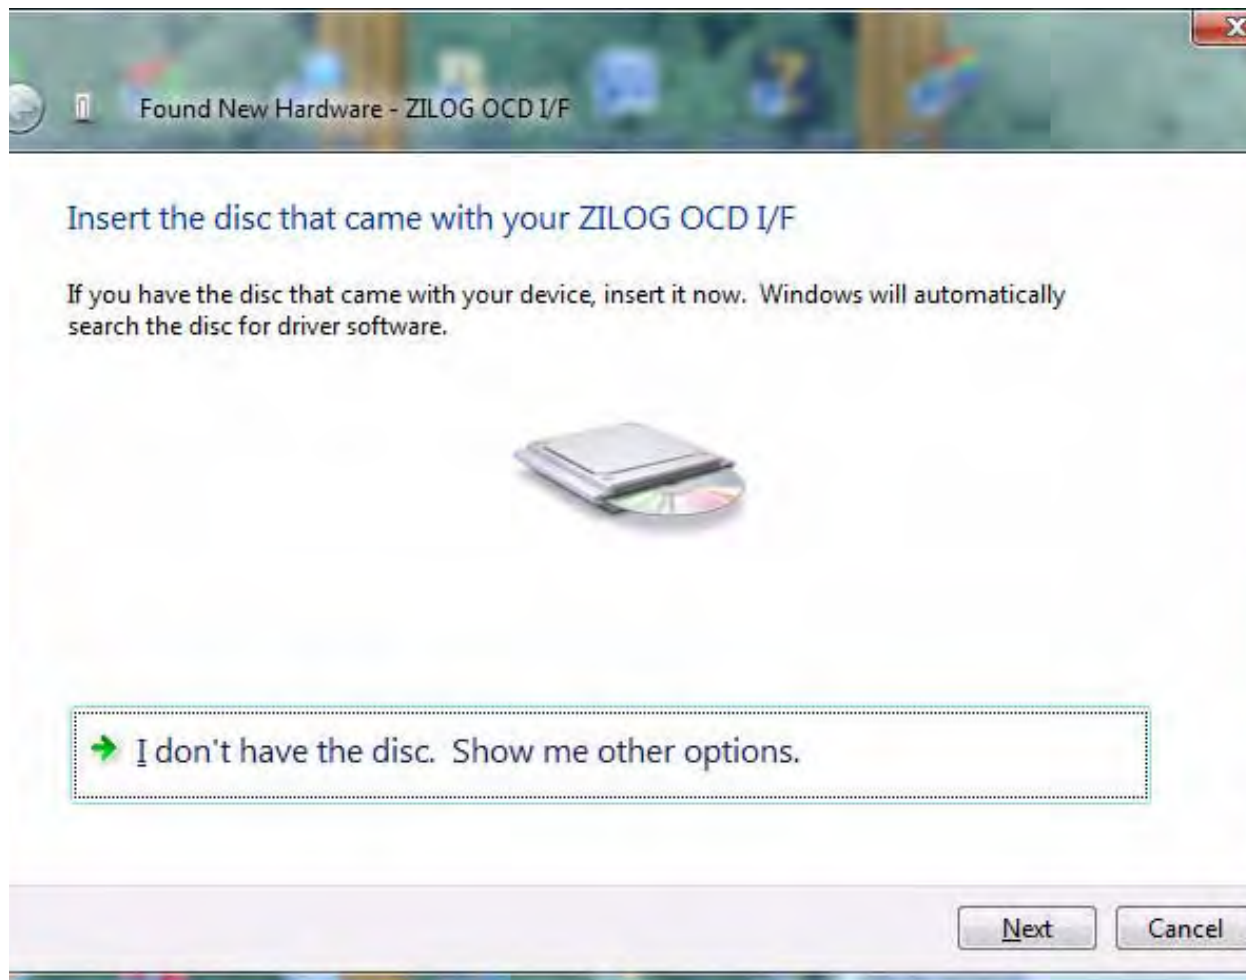 X
Found New Hardware - ZILOG OCD I/F
Insert the disc that came with your ZILOG OCD I/F
If you have the disc that came with your device, insert it now.  Windows will automatically
search the disc for driver software.
I don't have the disc.  Show me other options.
Next
Cancel